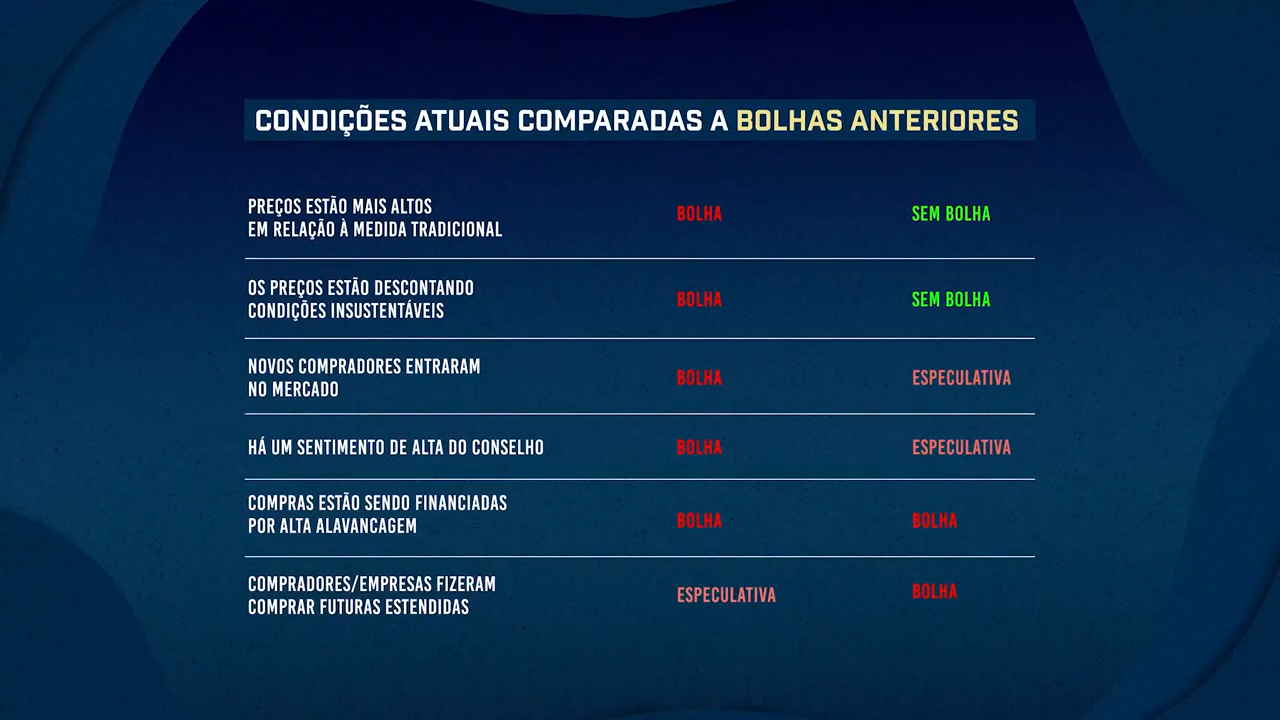 CONDIÇÕES ATUAIS COMPARADAS A BOLHAS ANTERIORES
PREÇOS ESTÃO MAIS ALTOS
EM RELAÇÃO À MEDIDA TRADICIONAL
BOLHA
SEM BOLHA
OS PREÇOS ESTÃO DESCONTANDO
CONDIÇÕES INSUSTENTÁVEIS
BOLHA
SEM BOLHA
NOVOS COMPRADORES ENTRARAM
NO MERCADO
BOLHA
ESPECULATIVA
HÁ UM SENTIMENTO DE ALTA DO CONSELHO
BOLHA
ESPECULATIVA
COMPRAS ESTÃO SENDO FINANCIADAS
POR ALTA ALAVANCAGEM
BOLHA
BOLHA
COMPRADORES/EMPRESAS FIZERAM
COMPRAR FUTURAS ESTENDIDAS
ESPECULATIVA
BOLHA